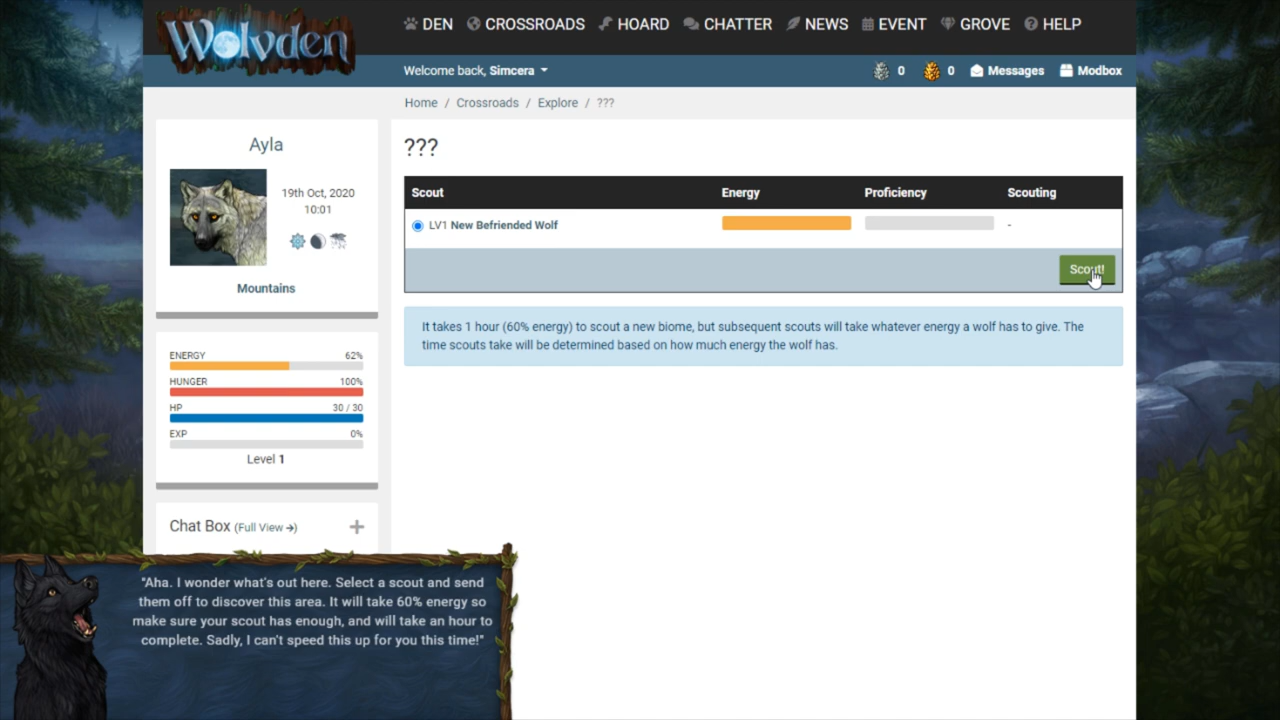 Wolvden
DEN CROSSROADS HOARD CHATTER NEWS EVENT GROVE HELP
Welcome back, Simcera 0 0 Messages Modbox
Home / Crossroads / Explore / ???
Ayla
19th Oct, 2020
10:01
Mountains
ENERGY 62%
HUNGER 100%
HP 30 / 30
EXP 0%
Level 1
Chat Box (Full View →)
???
Scout Energy Proficiency Scouting
LV1 New Befriended Wolf -
Scout!
It takes 1 hour (60% energy) to scout a new biome, but subsequent scouts will take whatever energy a wolf has to give. The
time scouts take will be determined based on how much energy the wolf has.
"Aha. I wonder what's out here. Select a scout and send
them off to discover this area. It will take 60% energy so
make sure your scout has enough, and will take an hour to
complete. Sadly, I can't speed this up for you this time!"